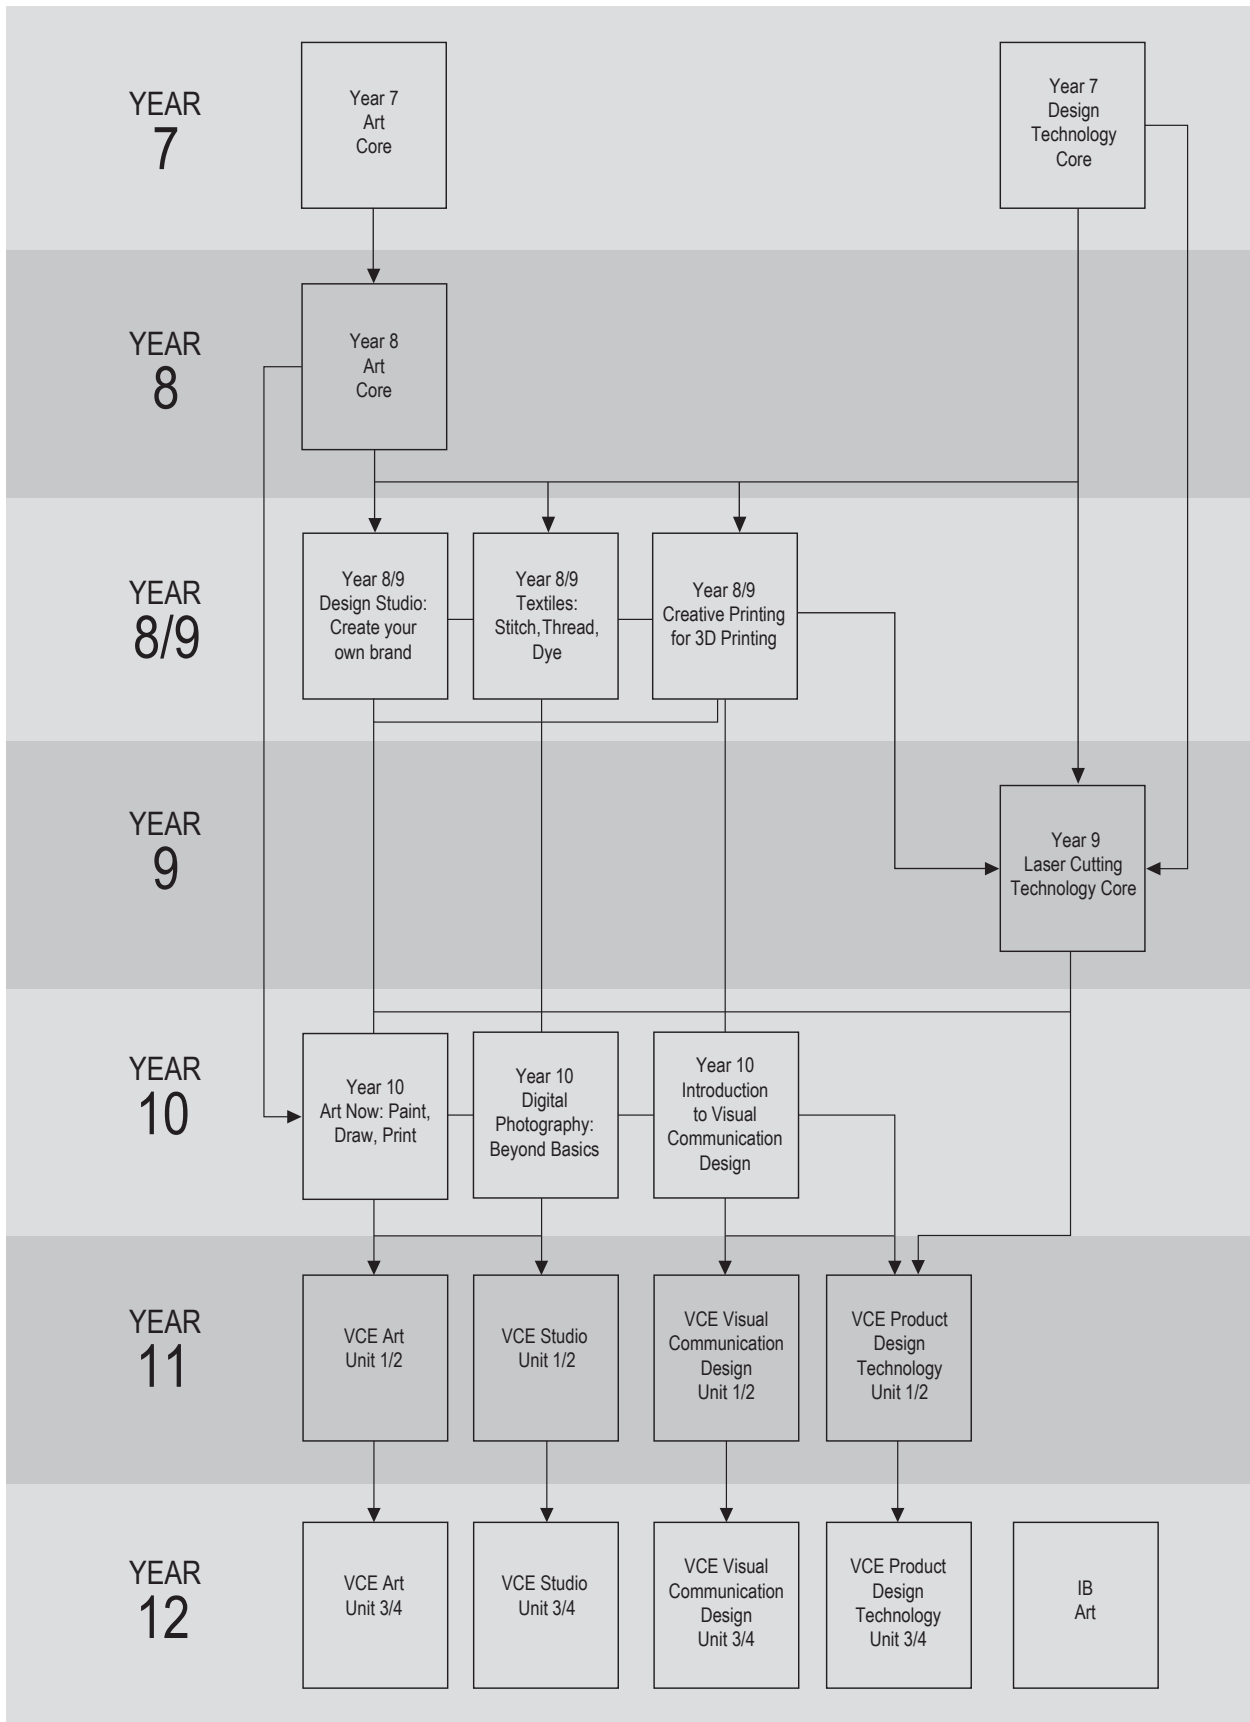 YEAR
7
Year 7
Art
Core
Year 7
Design
Technology
Core
YEAR
8
Year 8
Art
Core
YEAR
8/9
Year 8/9
Design Studio:
Create your
own brand
Year 8/9
Textiles:
Stitch,Thread,
Dye
Year 8/9
Creative Printing
for 3D Printing
YEAR
9
Year 9
Laser Cutting
Technology Core
YEAR
10
Year 10
Art Now: Paint,
Draw, Print
Year 10
Digital
Photography:
Beyond Basics
Year 10
Introduction
to Visual
Communication
Design
YEAR
11
VCE Art
Unit 1/2
VCE Studio
Unit 1/2
VCE Visual
Communication
Design
Unit 1/2
VCE Product
Design
Technology
Unit 1/2
YEAR
12
VCE Art
Unit 3/4
VCE Studio
Unit 3/4
VCE Visual
Communication
Design
Unit 3/4
VCE Product
Design
Technology
Unit 3/4
IB
Art